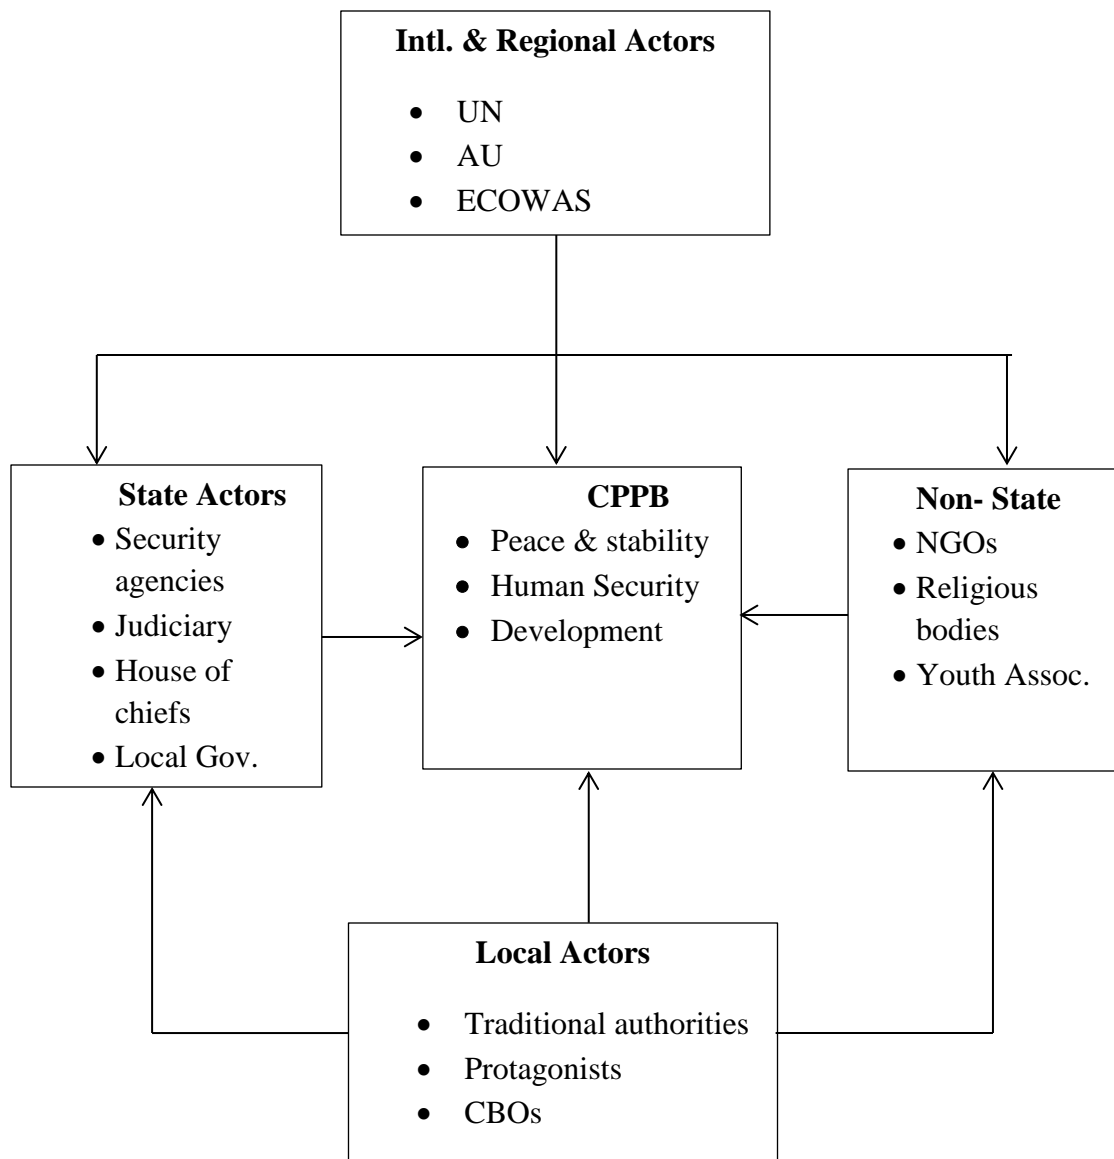 Intl. & Regional Actors
• UN
• AU
• ECOWAS
State Actors
• Security
agencies
• Judiciary
• House of
chiefs
• Local Gov.
CPPB
• Peace & stability
• Human Security
• Development
Non- State
• NGOs
• Religious
bodies
• Youth Assoc.
Local Actors
• Traditional authorities
• Protagonists
• CBOs